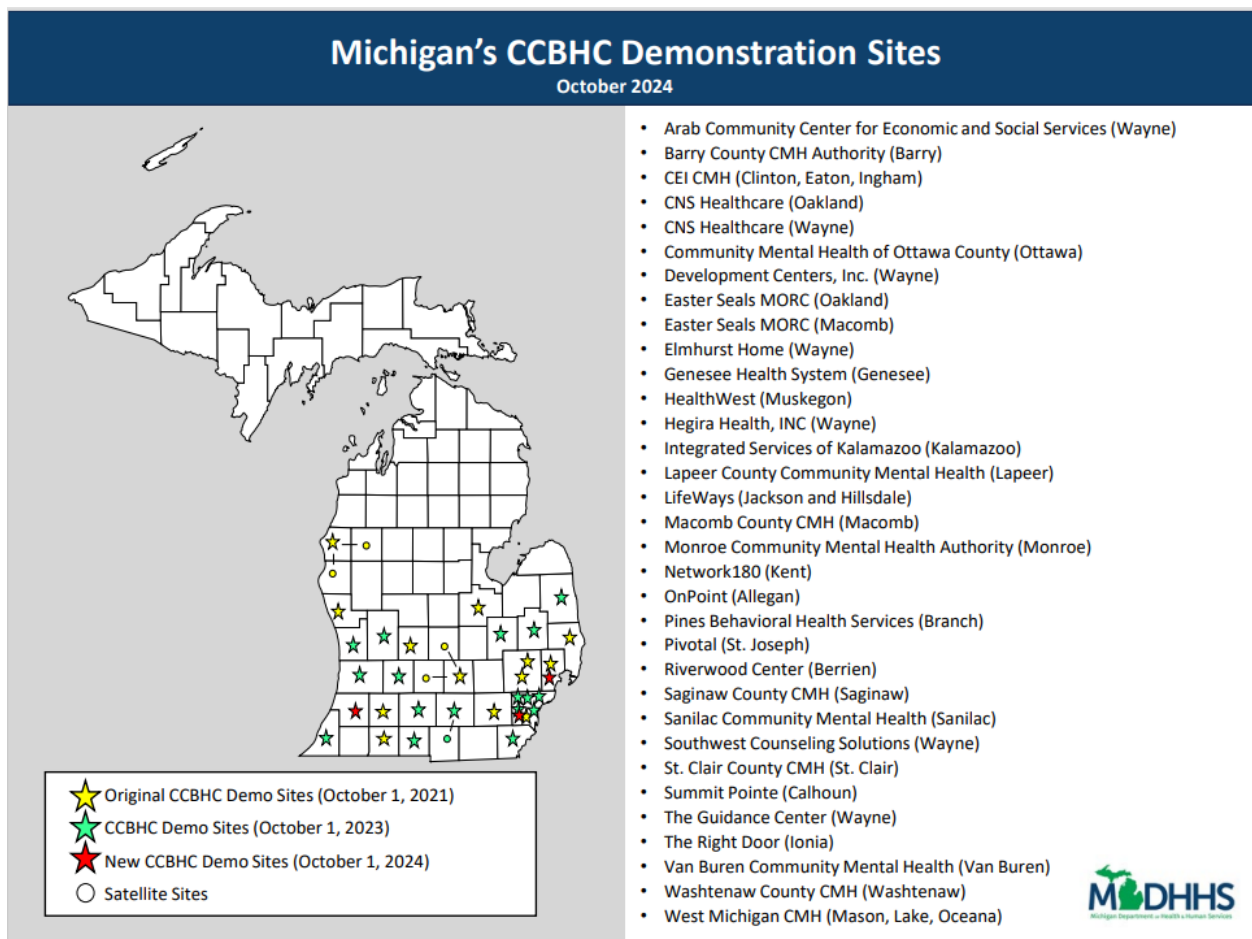 Michigan's CCBHC Demonstration Sites
October 2024
• Arab Community Center for Economic and Social Services (Wayne)
• Barry County CMH Authority (Barry)
• CEI CMH (Clinton, Eaton, Ingham)
• CNS Healthcare (Oakland)
• CNS Healthcare (Wayne)
• Community Mental Health of Ottawa County (Ottawa)
• Development Centers, Inc. (Wayne)
• Easter Seals MORC (Oakland)
• Easter Seals MORC (Macomb)
• Elmhurst Home (Wayne)
• Genesee Health System (Genesee)
• HealthWest (Muskegon)
• Hegira Health, INC (Wayne)
• Integrated Services of Kalamazoo (Kalamazoo)
• Lapeer County Community Mental Health (Lapeer)
• LifeWays (Jackson and Hillsdale)
• Macomb County CMH (Macomb)
• Monroe Community Mental Health Authority (Monroe)
• Network180 (Kent)
• OnPoint (Allegan)
• Pines Behavioral Health Services (Branch)
• Pivotal (St. Joseph)
• Riverwood Center (Berrien)
• Saginaw County CMH (Saginaw)
• Sanilac Community Mental Health (Sanilac)
• Southwest Counseling Solutions (Wayne)
• St. Clair County CMH (St. Clair)
• Summit Pointe (Calhoun)
• The Guidance Center (Wayne)
• The Right Door (Ionia)
• Van Buren Community Mental Health (Van Buren)
• Washtenaw County CMH (Washtenaw)
• West Michigan CMH (Mason, Lake, Oceana)
Original CCBHC Demo Sites (October 1, 2021)
CCBHC Demo Sites (October 1, 2023)
New CCBHC Demo Sites (October 1, 2024)
Satellite Sites
MDHHS
Michigan Department of Health & Human Services